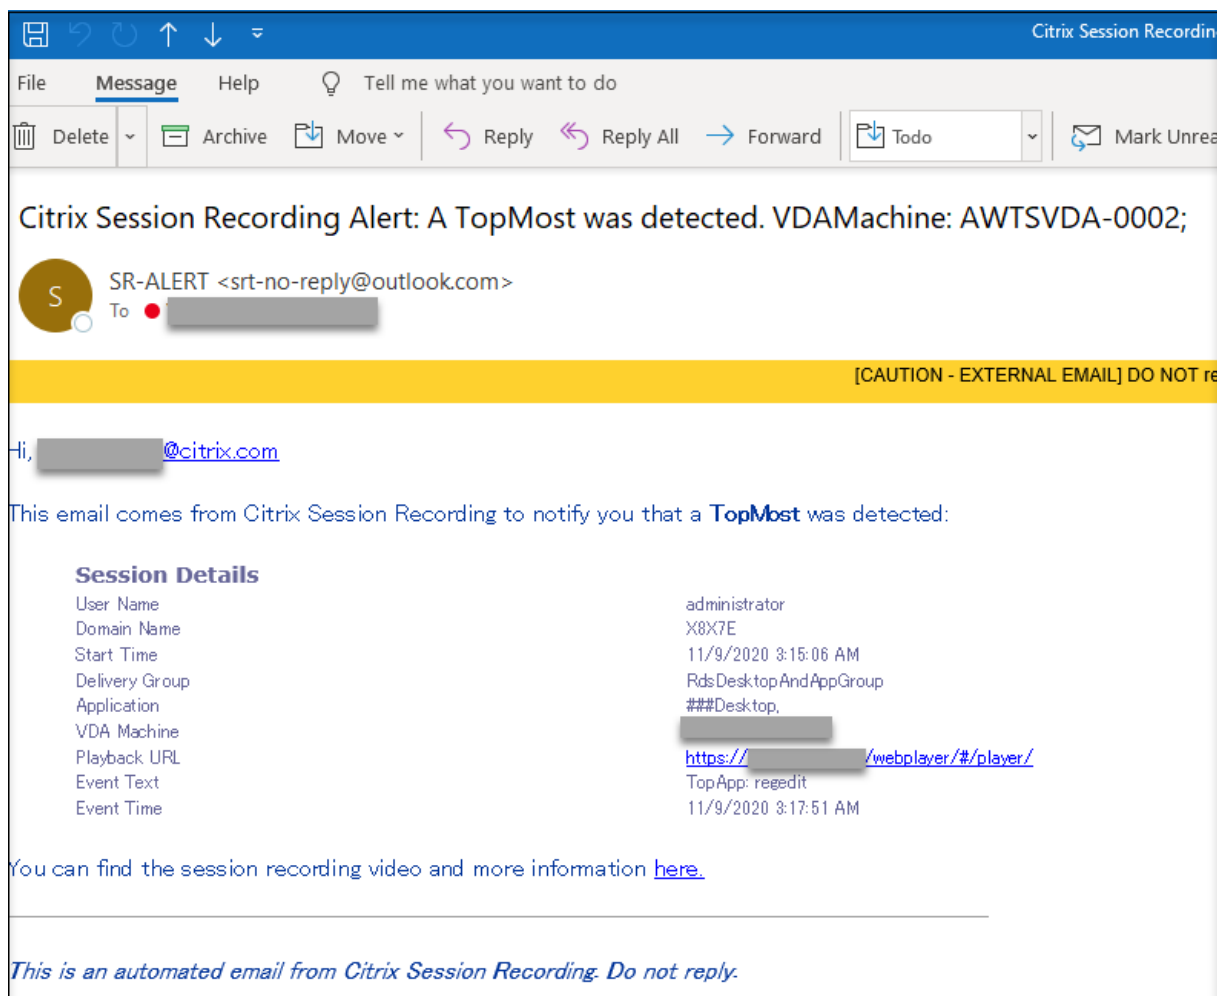 Citrix Session Recordin
File Message Help Tell me what you want to do
Delete Archive Move Reply Reply All Forward Todo Mark Unrea
Citrix Session Recording Alert: A TopMost was detected. VDAMachine: AWTSVDA-0002;
S
SR-ALERT <srt-no-reply@outlook.com>
To
[CAUTION - EXTERNAL EMAIL] DO NOT re
Hi, @citrix.com
This email comes from Citrix Session Recording to notify you that a TopMost was detected:
Session Details
User Name administrator
Domain Name X8X7E
Start Time 11/9/2020 3:15:06 AM
Delivery Group RdsDesktopAndAppGroup
Application ###Desktop,
VDA Machine
Playback URL https:// /webplayer/#/player/
Event Text TopApp: regedit
Event Time 11/9/2020 3:17:51 AM
You can find the session recording video and more information here.
This is an automated email from Citrix Session Recording. Do not reply.